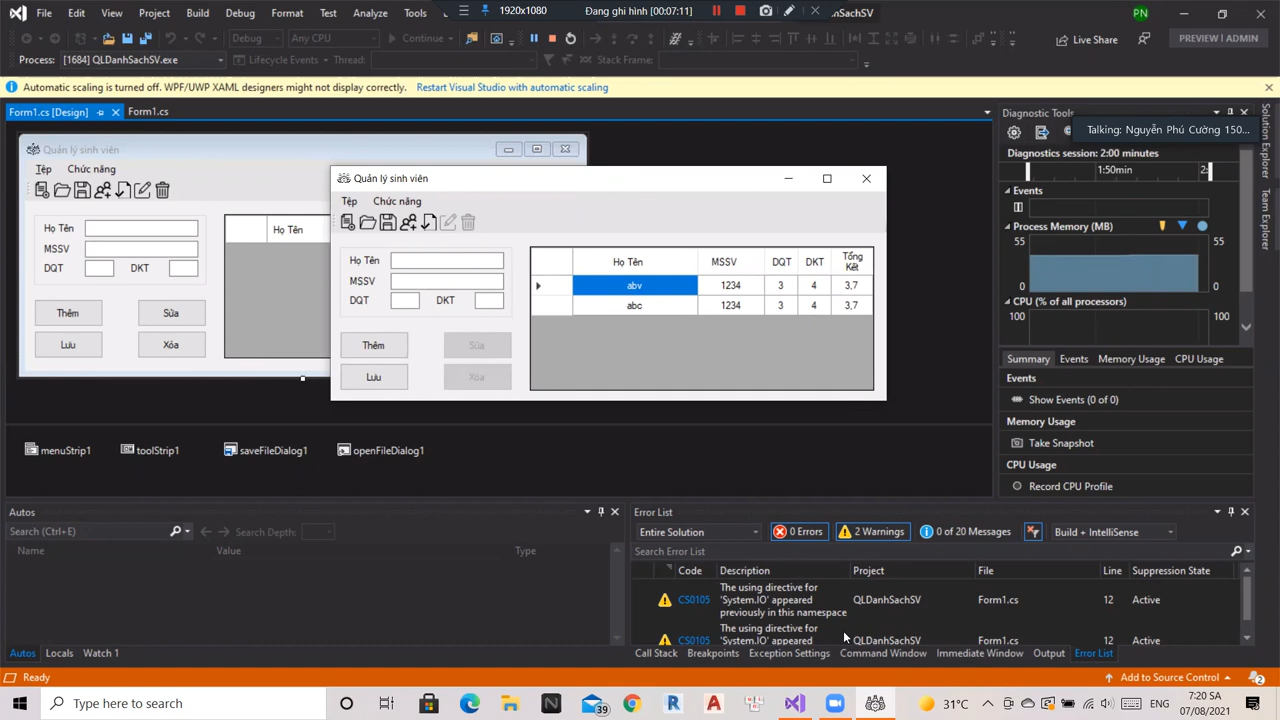 1920x1080 Đang ghi hình [00:07:11]
File Edit View Git Project Build Debug Format Test Analyze Tools nhSachSV PN
Debug Any CPU Continue Live Share PREVIEW | ADMIN
Process: [1684] QLDanhSachSV.exe Lifecycle Events Thread: Stack Frame:
Automatic scaling is turned off. WPF/UWP XAML designers might not display correctly. Restart Visual Studio with automatic scaling
Form1.cs [Design] Form1.cs
Quản lý sinh viên
Tệp Chức năng
Họ Tên
MSSV
DQT DKT
Thêm Sửa
Lưu Xóa
Họ Tên
Quản lý sinh viên
Tệp Chức năng
Họ Tên
MSSV
DQT DKT
Thêm Sửa
Lưu Xóa
Họ Tên MSSV DQT DKT Tổng Kết
abv 1234 3 4 3,7
abc 1234 3 4 3,7
menuStrip1 toolStrip1 saveFileDialog1 openFileDialog1
Diagnostic Tools
Talking: Nguyễn Phú Cường 150...
Diagnostics session: 2:00 minutes
1:50min 2:
Events
Process Memory (MB)
55 55
0 0
CPU (% of all processors)
100 100
Summary Events Memory Usage CPU Usage
Events
Show Events (0 of 0)
Memory Usage
Take Snapshot
CPU Usage
Record CPU Profile
Solution Explorer
Team Explorer
Autos
Search (Ctrl+E) Search Depth:
Name Value Type
Autos Locals Watch 1
Error List
Entire Solution 0 Errors 2 Warnings 0 of 20 Messages Build + IntelliSense
Search Error List
Code Description Project File Line Suppression State
CS0105 The using directive for 'System.IO' appeared previously in this namespace QLDanhSachSV Form1.cs 12 Active
CS0105 The using directive for 'System.IO' appeared QLDanhSachSV Form1.cs 12 Active
Call Stack Breakpoints Exception Settings Command Window Immediate Window Output Error List
Ready Add to Source Control 2
Type here to search 39 31°C ENG 7:20 SA
07/08/2021